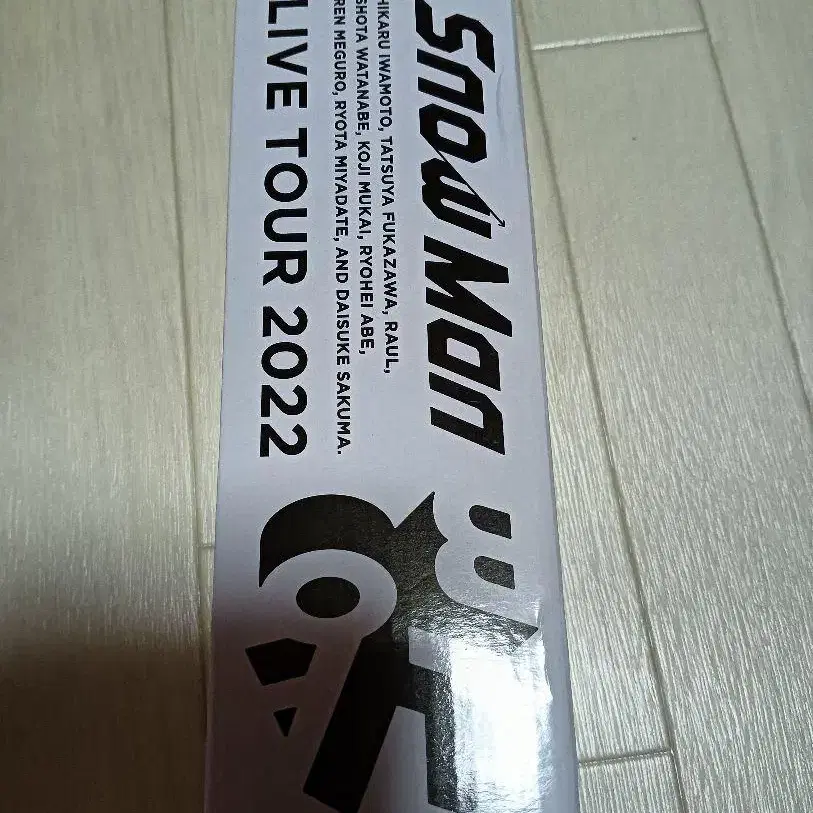 Snow Man
HIKARU IWAMOTO, TATSUYA FUKAZAWA, RAUL,
SHOTA WATANABE, KOJI MUKAI, RYOHEI ABE,
REN MEGURO, RYOTA MIYADATE, AND DAISUKE SAKUMA.
LIVE TOUR 2022